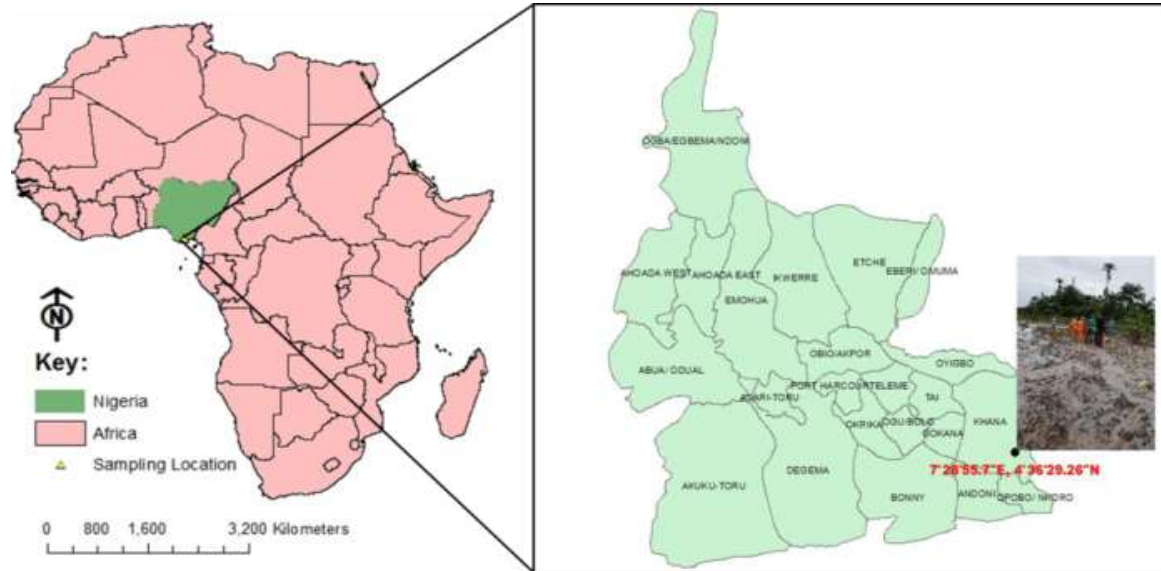 N
Key:
Nigeria
Africa
Sampling Location
0 800 1,600 3,200 Kilometers
OGBA/EGBEMA/NDONI
AHOADA WEST
AHOADA EAST
IKWERRE
ETCHE
EBERI/ OMUMA
EMOHUA
ABUA/ ODUAL
OBIO/AKPOR
OYIGBO
PORT HARCOURT
ELEME
TAI
ASARI-TORU
OKRIKA
OGU/BOLO
GOKANA
KHANA
7°28'55.7"E, 4°36'29.26"N
AKUKU-TORU
DEGEMA
BONNY
ANDONI
OPOBO/ NKORO